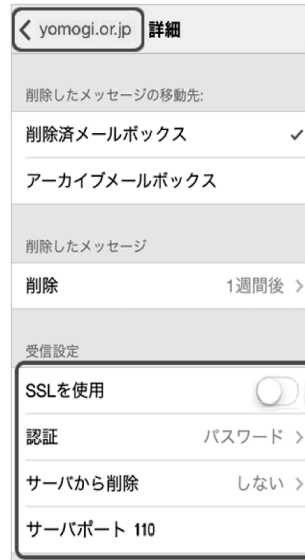 yomogi.or.jp 詳細
削除したメッセージの移動先:
削除済メールボックス
アーカイブメールボックス
削除したメッセージ
削除 1週間後
受信設定
SSLを使用
認証 パスワード
サーバから削除 しない
サーバポート 110